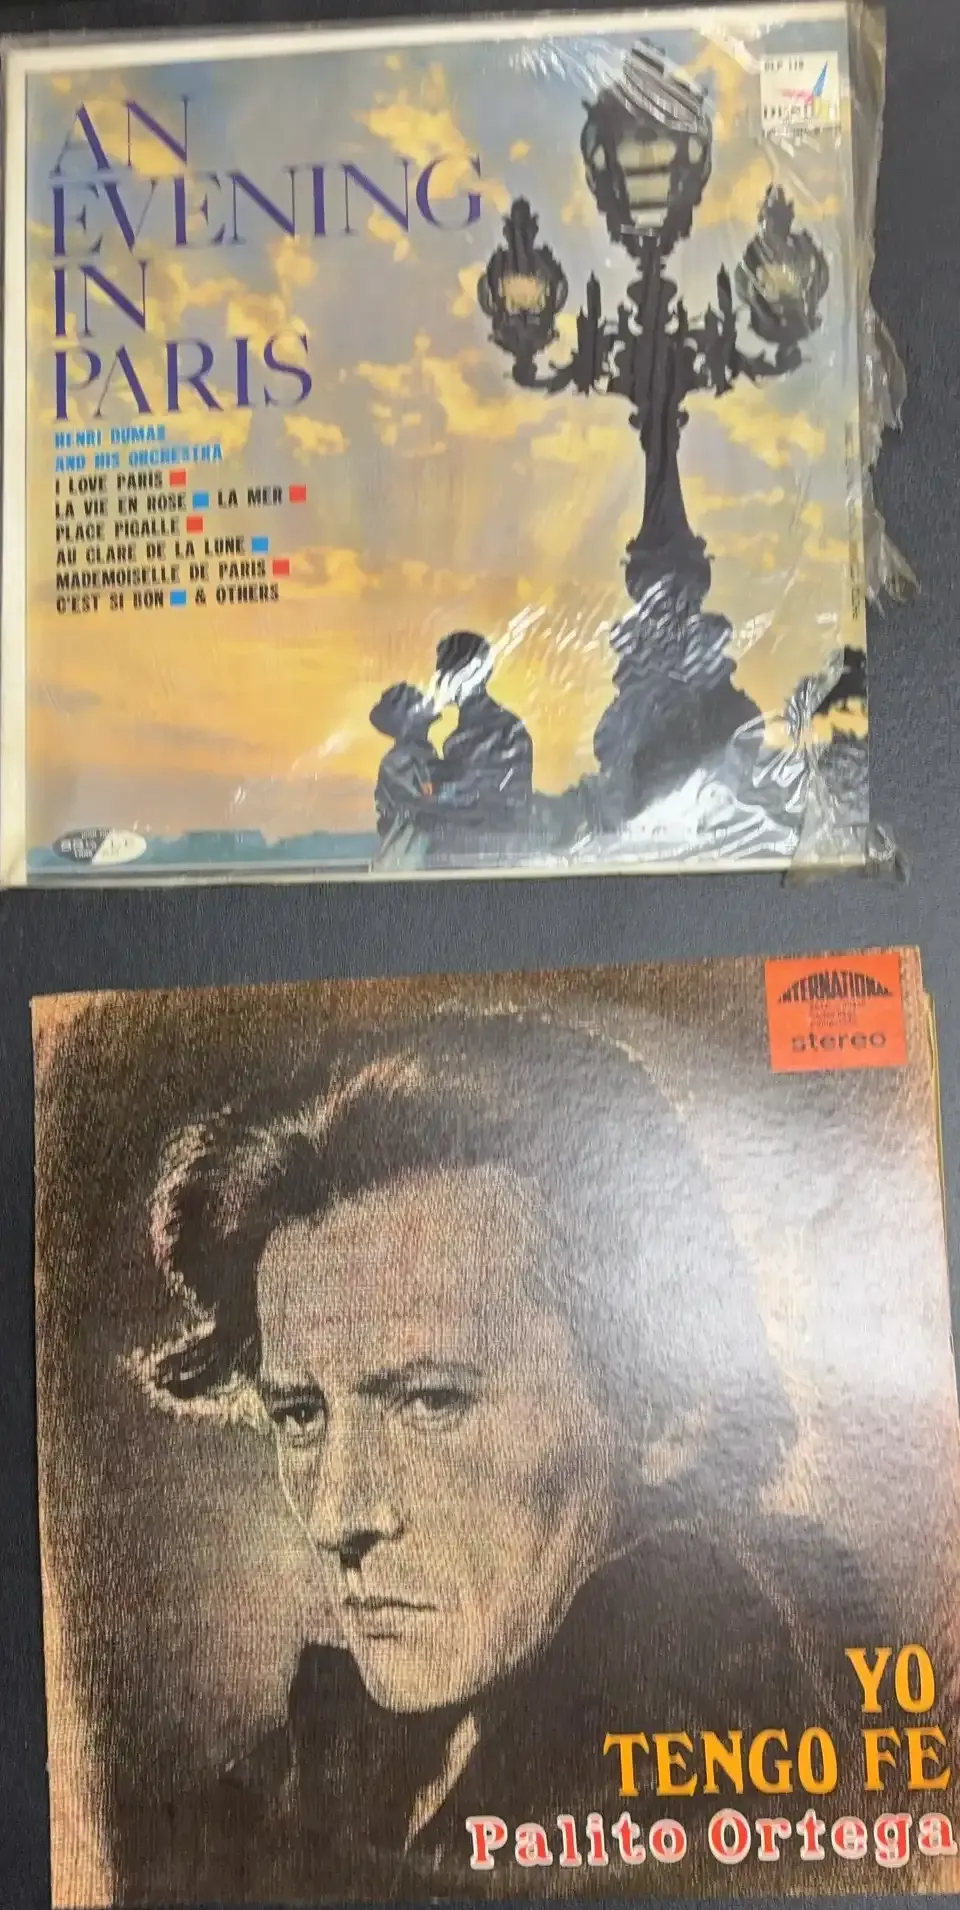 AN
EVENING
IN
PARIS
HENRI DUMAS
AND HIS ORCHESTRA
I LOVE PARIS
LA VIE EN ROSE LA MER
PLACE PIGALLE
AU CLARE DE LA LUNE
MADEMOISELLE DE PARIS
C'EST SI BON & OTHERS
INTERNATIONAL
stereo
YO
TENGO FE
Palito Ortega